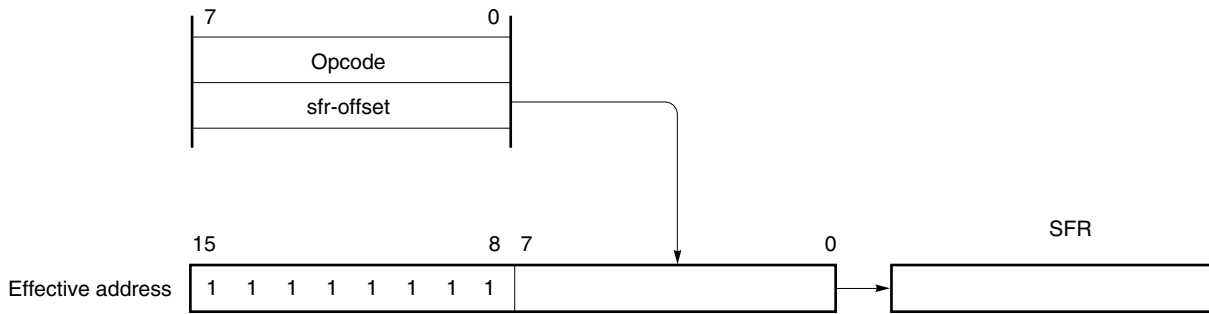 7 0
Opcode
sfr-offset
SFR
15 8 7 0
Effective address 1 1 1 1 1 1 1 1